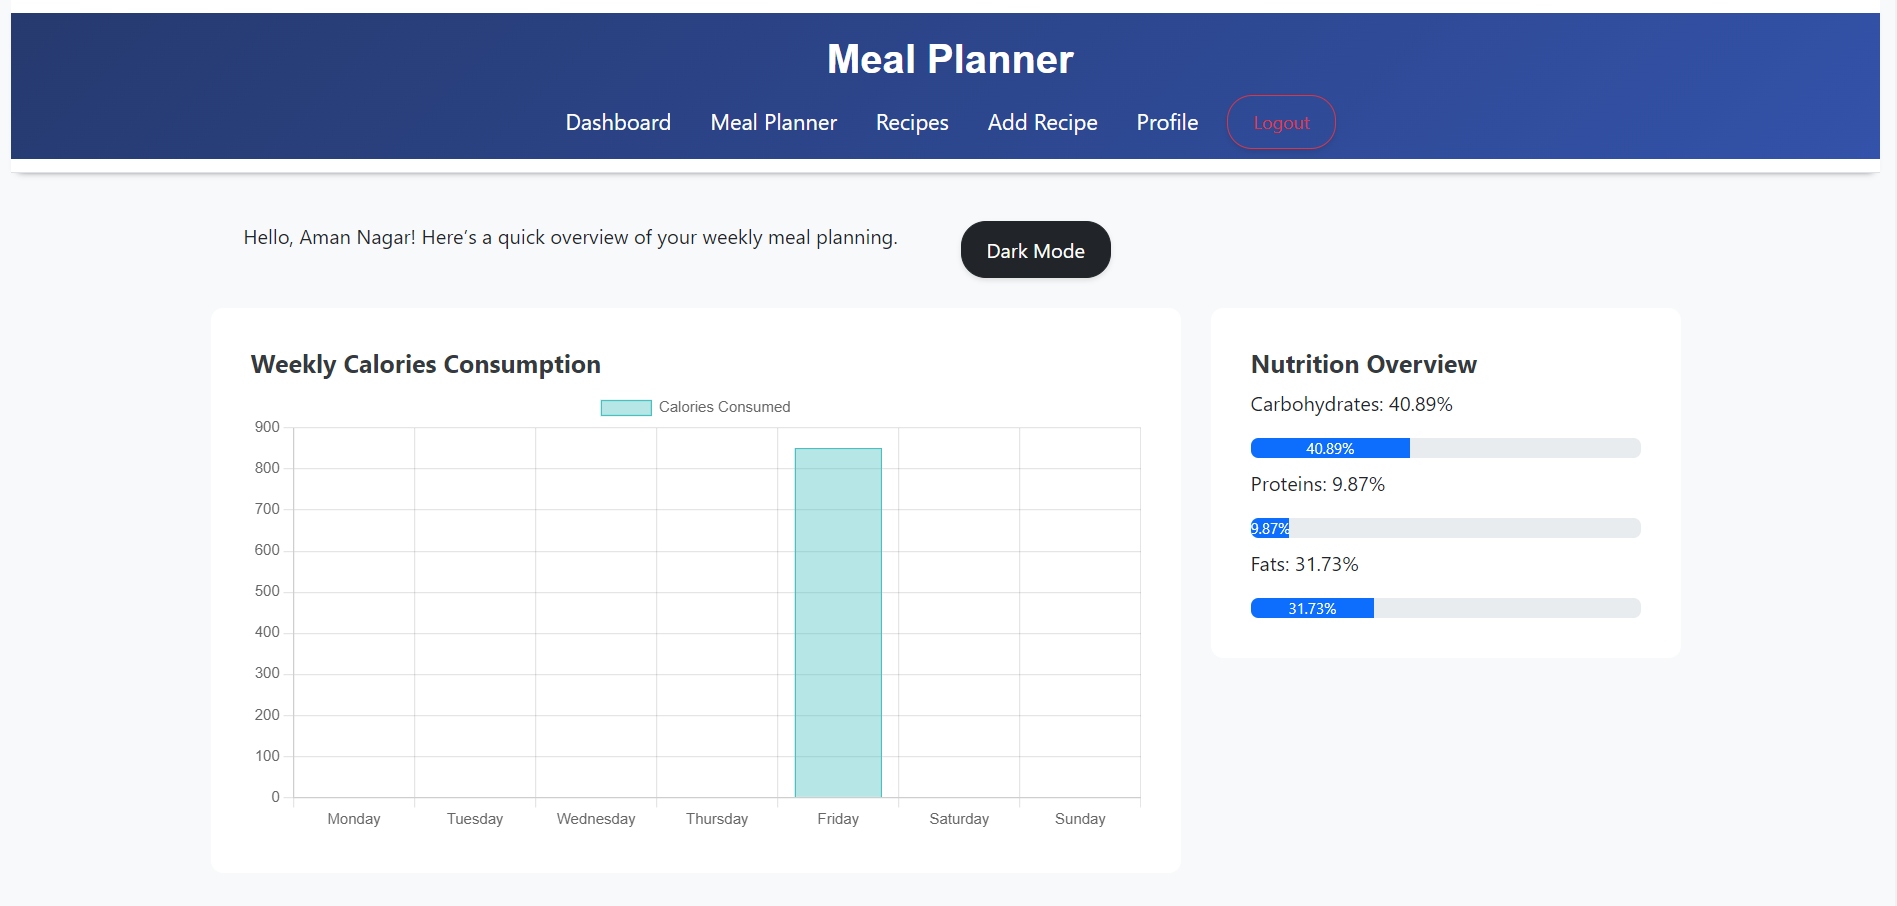 Meal Planner
Dashboard Meal Planner Recipes Add Recipe Profile Logout
Hello, Aman Nagar! Here’s a quick overview of your weekly meal planning.
Dark Mode
Weekly Calories Consumption
Calories Consumed
900
800
700
600
500
400
300
200
100
0
Monday Tuesday Wednesday Thursday Friday Saturday Sunday
Nutrition Overview
Carbohydrates: 40.89%
40.89%
Proteins: 9.87%
9.87%
Fats: 31.73%
31.73%